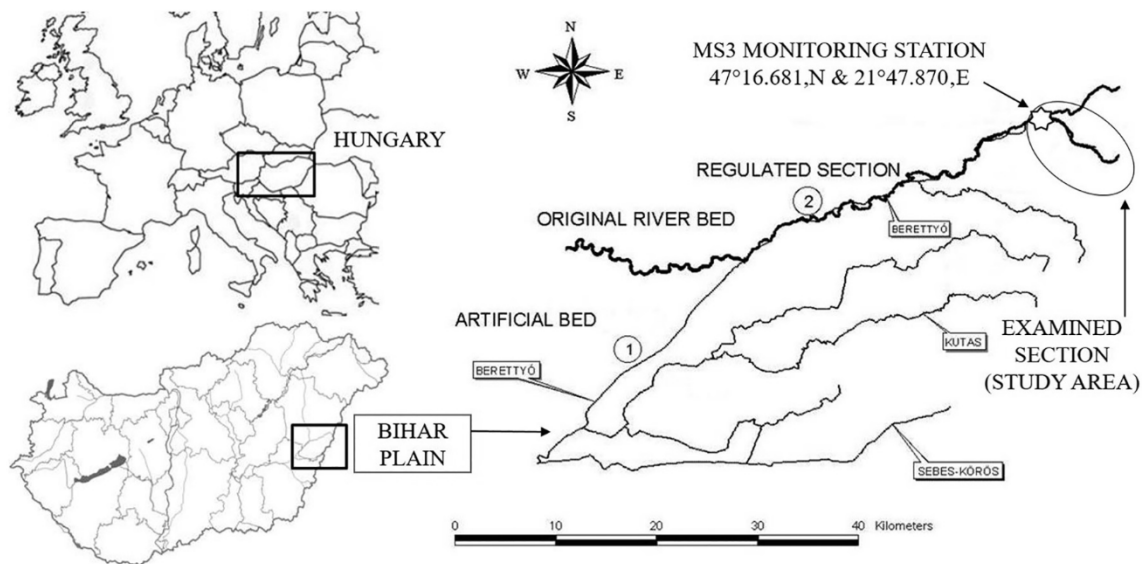 HUNGARY
BIHAR
PLAIN
N
W E
S
MS3 MONITORING STATION
47°16.681,N & 21°47.870,E
REGULATED SECTION
2
ORIGINAL RIVER BED
BERETTYÓ
ARTIFICIAL BED
1
BERETTYÓ
KUTAS
EXAMINED
SECTION
(STUDY AREA)
SEBES-KÖRÖS
0 10 20 30 40 Kilometers